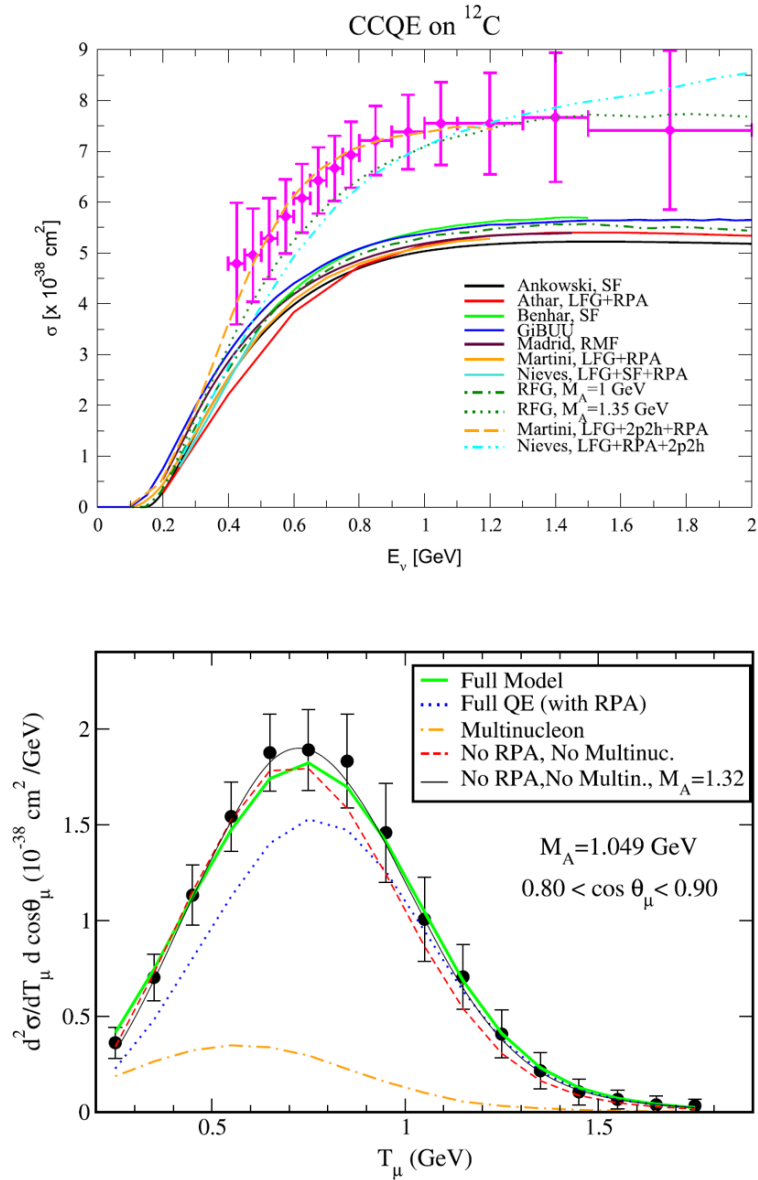 CCQE on ¹²C
9
8
7
6
5
4
3
2
1
0
σ [x 10⁻³⁸ cm²]
Ankowski, SF
Athar, LFG+RPA
Benhar, SF
GiBUU
Madrid, RMF
Martini, LFG+RPA
Nieves, LFG+SF+RPA
RFG, M_A=1 GeV
RFG, M_A=1.35 GeV
Martini, LFG+2p2h+RPA
Nieves, LFG+RPA+2p2h
0 0.2 0.4 0.6 0.8 1 1.2 1.4 1.6 1.8 2
E_ν [GeV]
Full Model
Full QE (with RPA)
Multinucleon
No RPA, No Multinuc.
No RPA,No Multin., M_A=1.32
M_A=1.049 GeV
0.80 < cos θ_μ < 0.90
2
1.5
1
0.5
0
d²σ/dT_μ d cosθ_μ (10⁻³⁸ cm² /GeV)
0.5 1 1.5
T_μ (GeV)